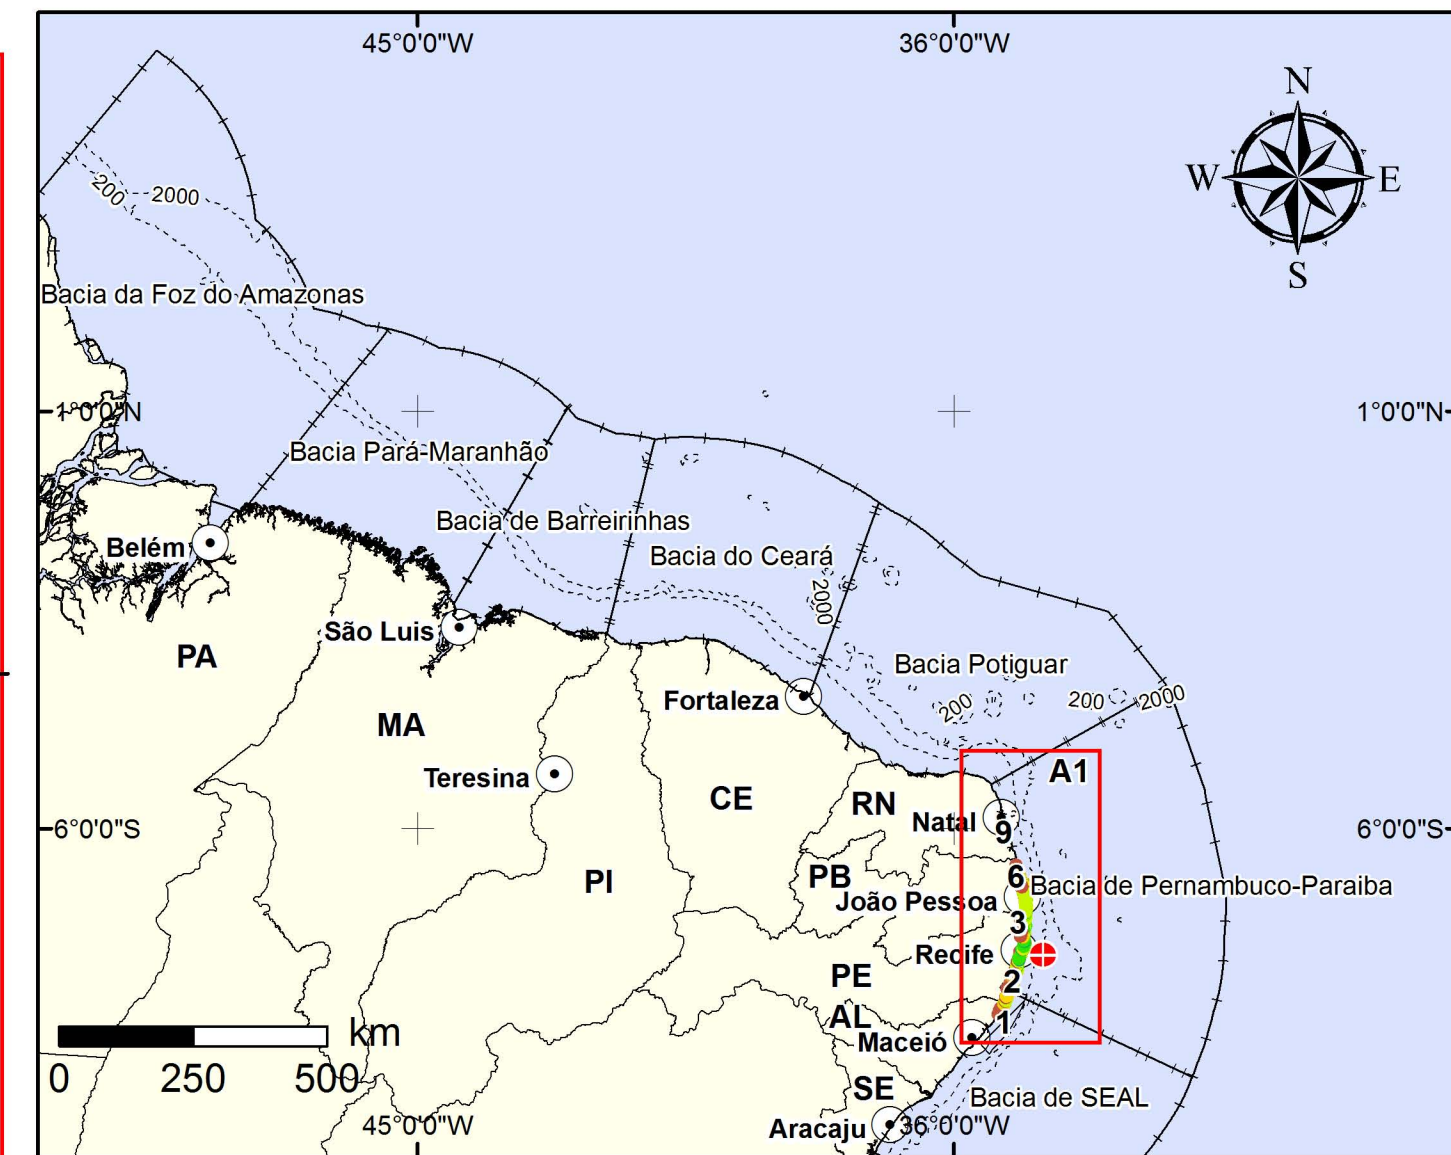 45°0'0"W
36°0'0"W
N
W
E
S
200
2000
Bacia da Foz do Amazonas
1°0'0"N
1°0'0"N
Bacia Pará-Maranhão
Bacia de Barreirinhas
Belém
Bacia do Ceará
2000
São Luis
PA
Bacia Potiguar
Fortaleza
200
200
2000
MA
Teresina
A1
CE
RN
Natal
9
6°0'0"S
6°0'0"S
PI
PB
6
Bacia de Pernambuco-Paraiba
João Pessoa
3
Recife
PE
2
AL
1
km
Maceió
0
250
500
SE
Bacia de SEAL
45°0'0"W
Aracaju
36°0'0"W